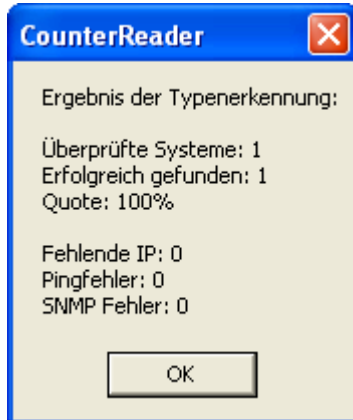 CounterReader
Ergebnis der Typenerkennung:
Überprüfte Systeme: 1
Erfolgreich gefunden: 1
Quote: 100%
Fehlende IP: 0
Pingfehler: 0
SNMP Fehler: 0
OK